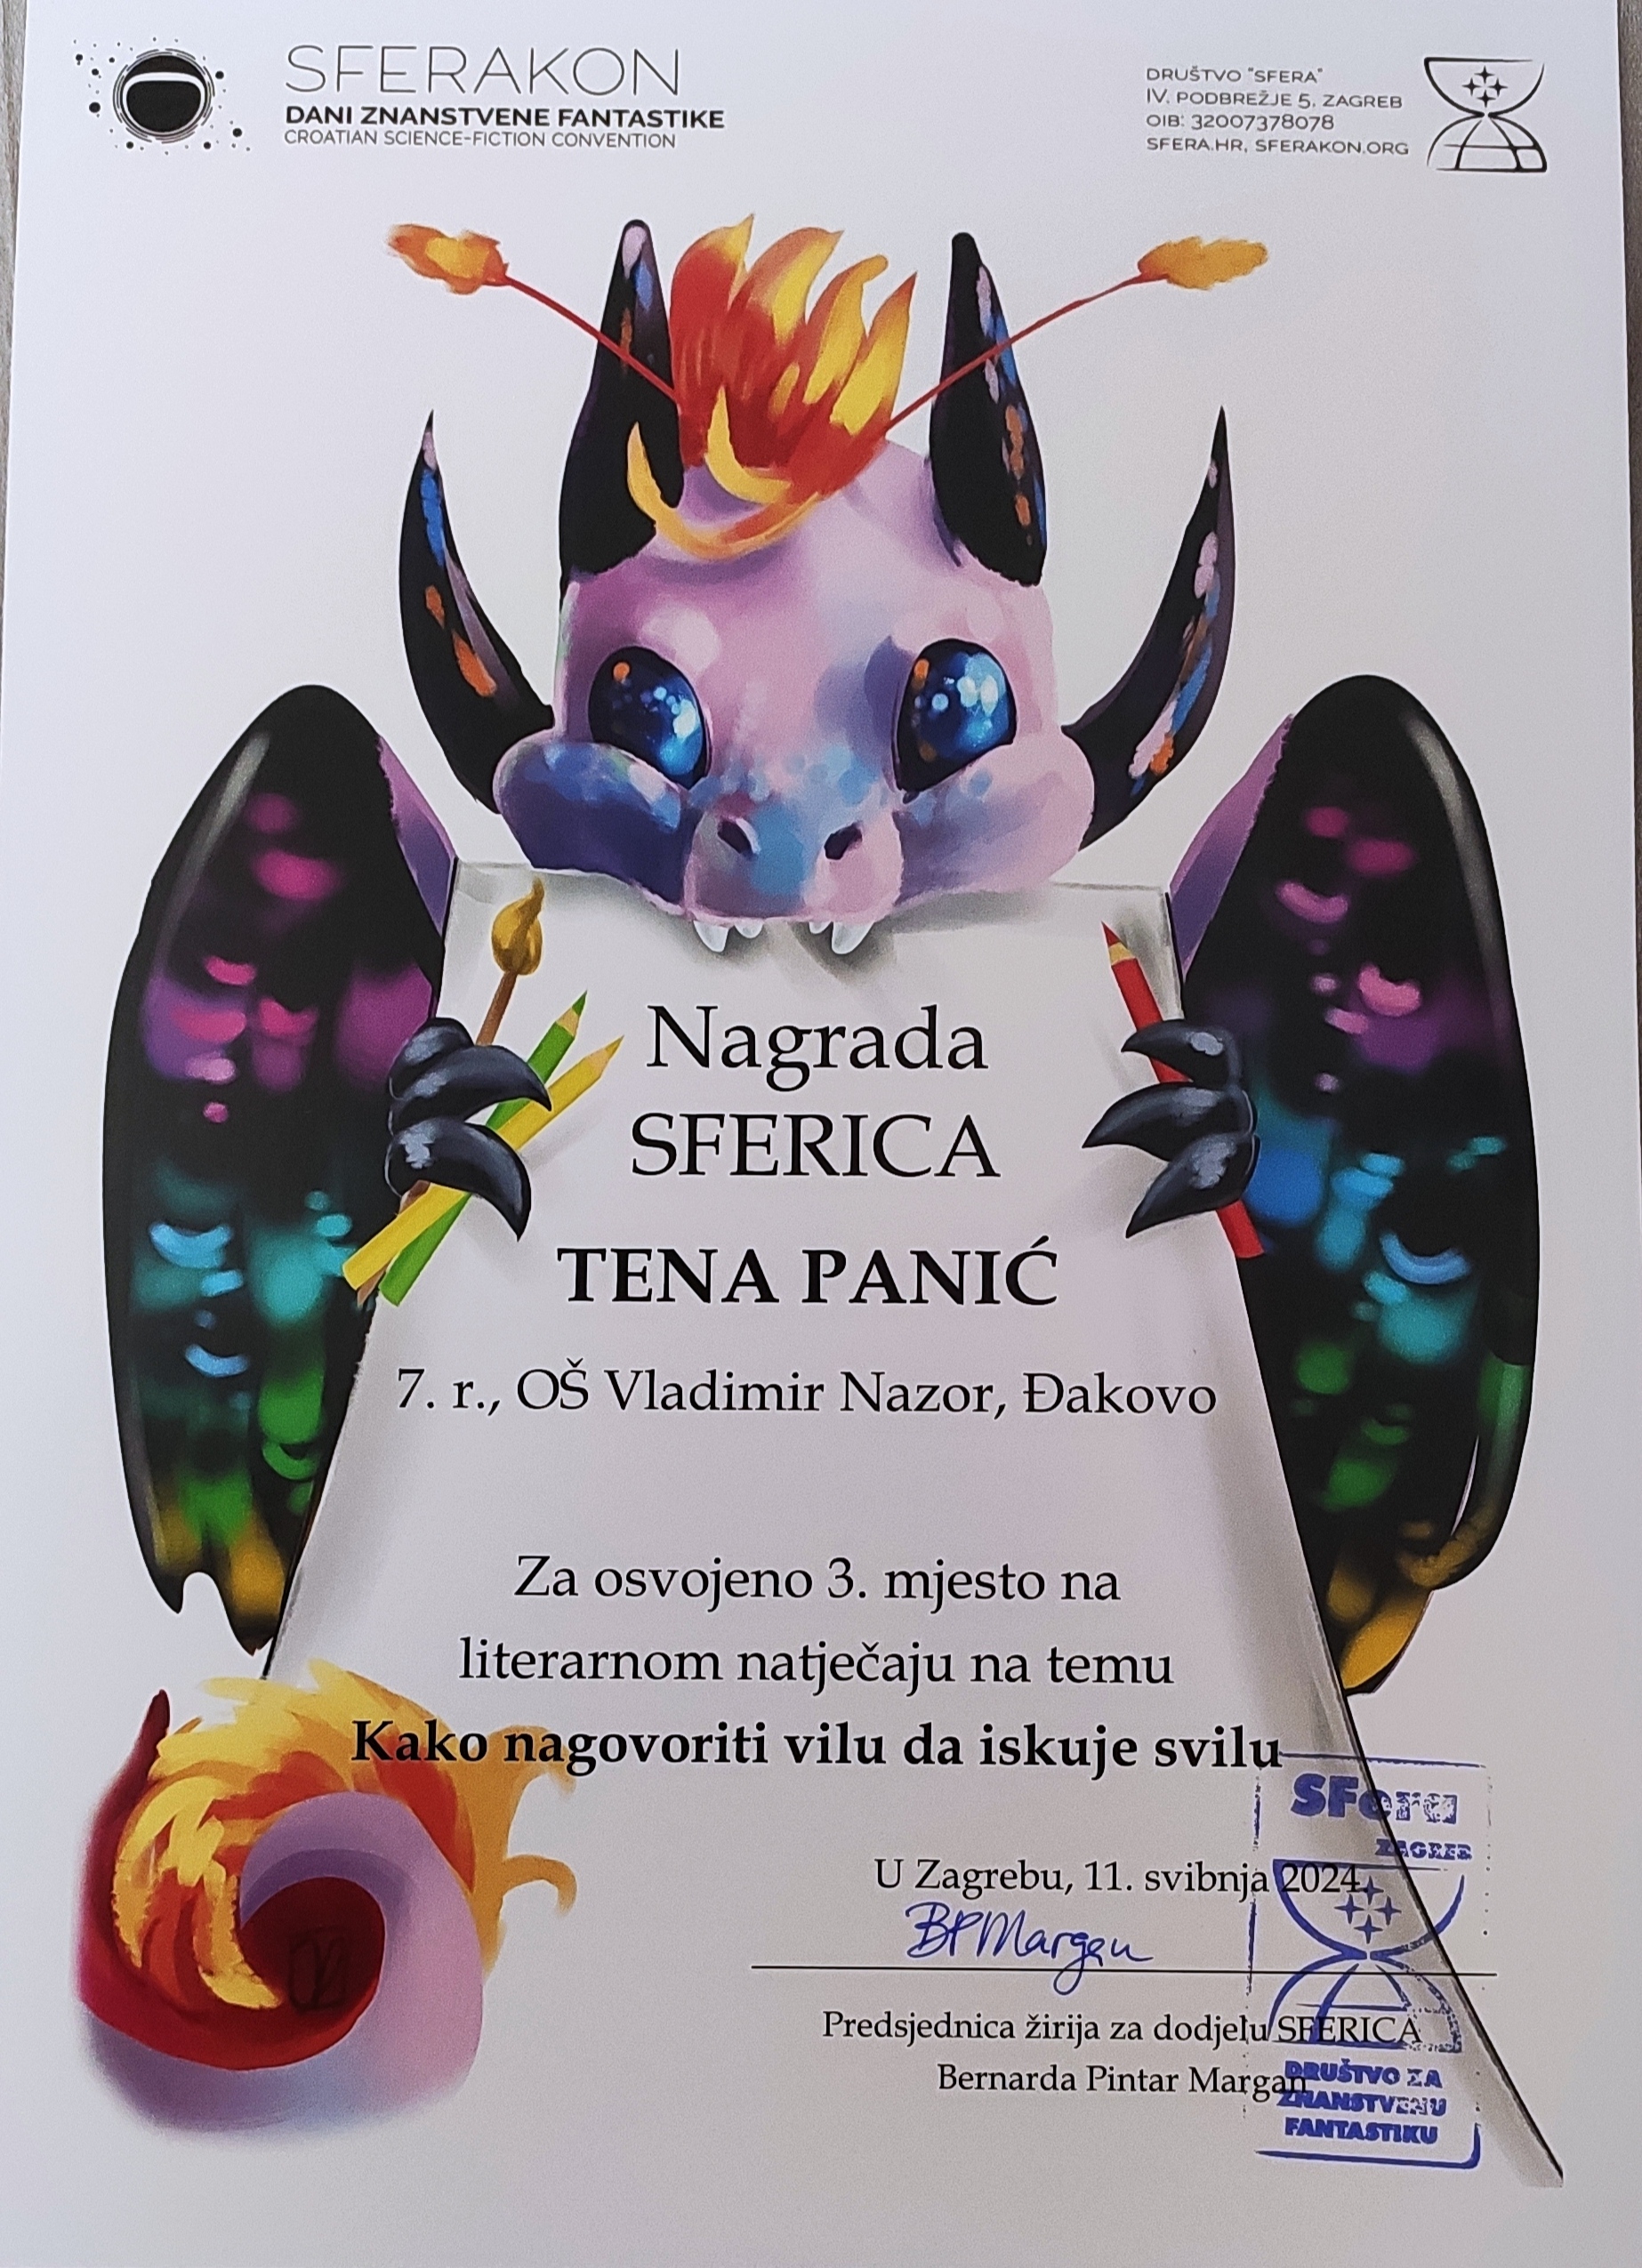 SFERAKON
DANI ZNANSTVENE FANTASTIKE
CROATIAN SCIENCE-FICTION CONVENTION
DRUŠTVO "SFERA"
IV. PODBREŽJE 5, ZAGREB
OIB: 32007378078
SFERA.HR, SFERAKON.ORG
Nagrada
SFERICA
TENA PANIĆ
7. r., OŠ Vladimir Nazor, Đakovo
Za osvojeno 3. mjesto na
literarnom natječaju na temu
Kako nagovoriti vilu da iskuje svilu
U Zagrebu, 11. svibnja 2024.
BPMargan
Predsjednica žirija za dodjelu SFERICA
Bernarda Pintar Margan
SFera
ZAGREB
DRUŠTVO ZA
ZNANSTVENU
FANTASTIKU